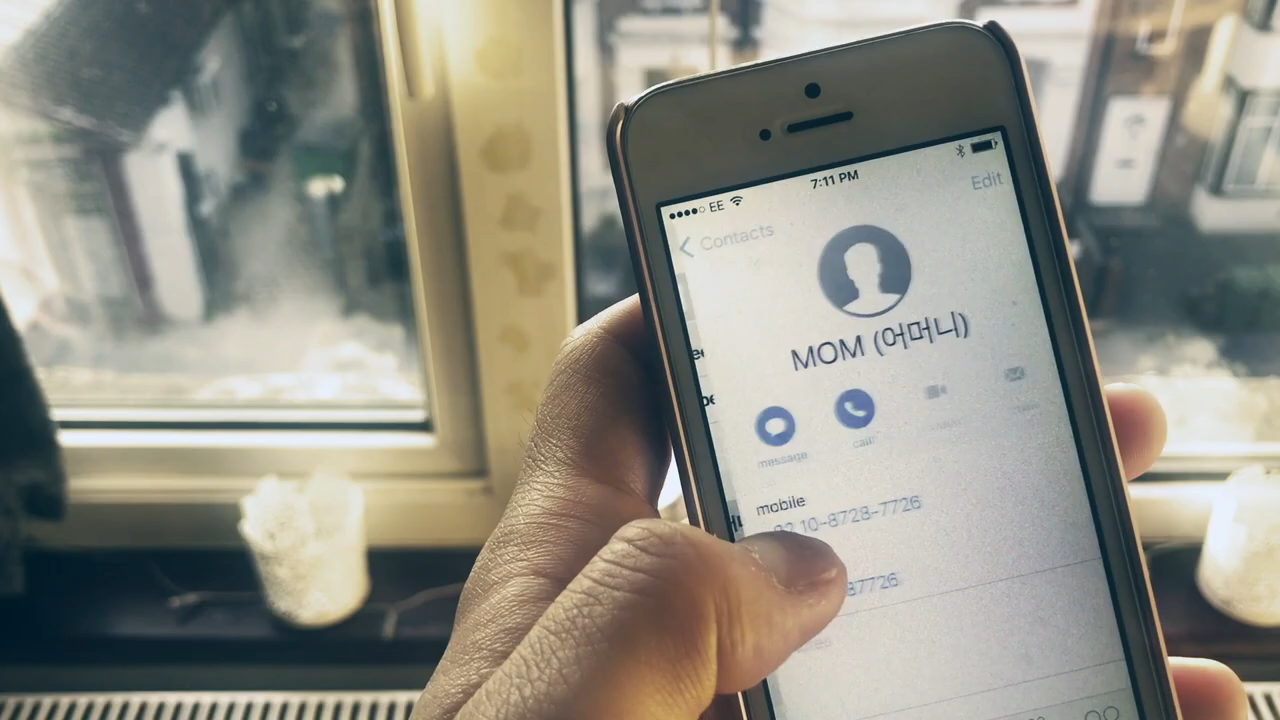 EE 7:11 PM
Contacts Edit
MOM (어머니)
message call
mobile
82 10-8728-7726
87726